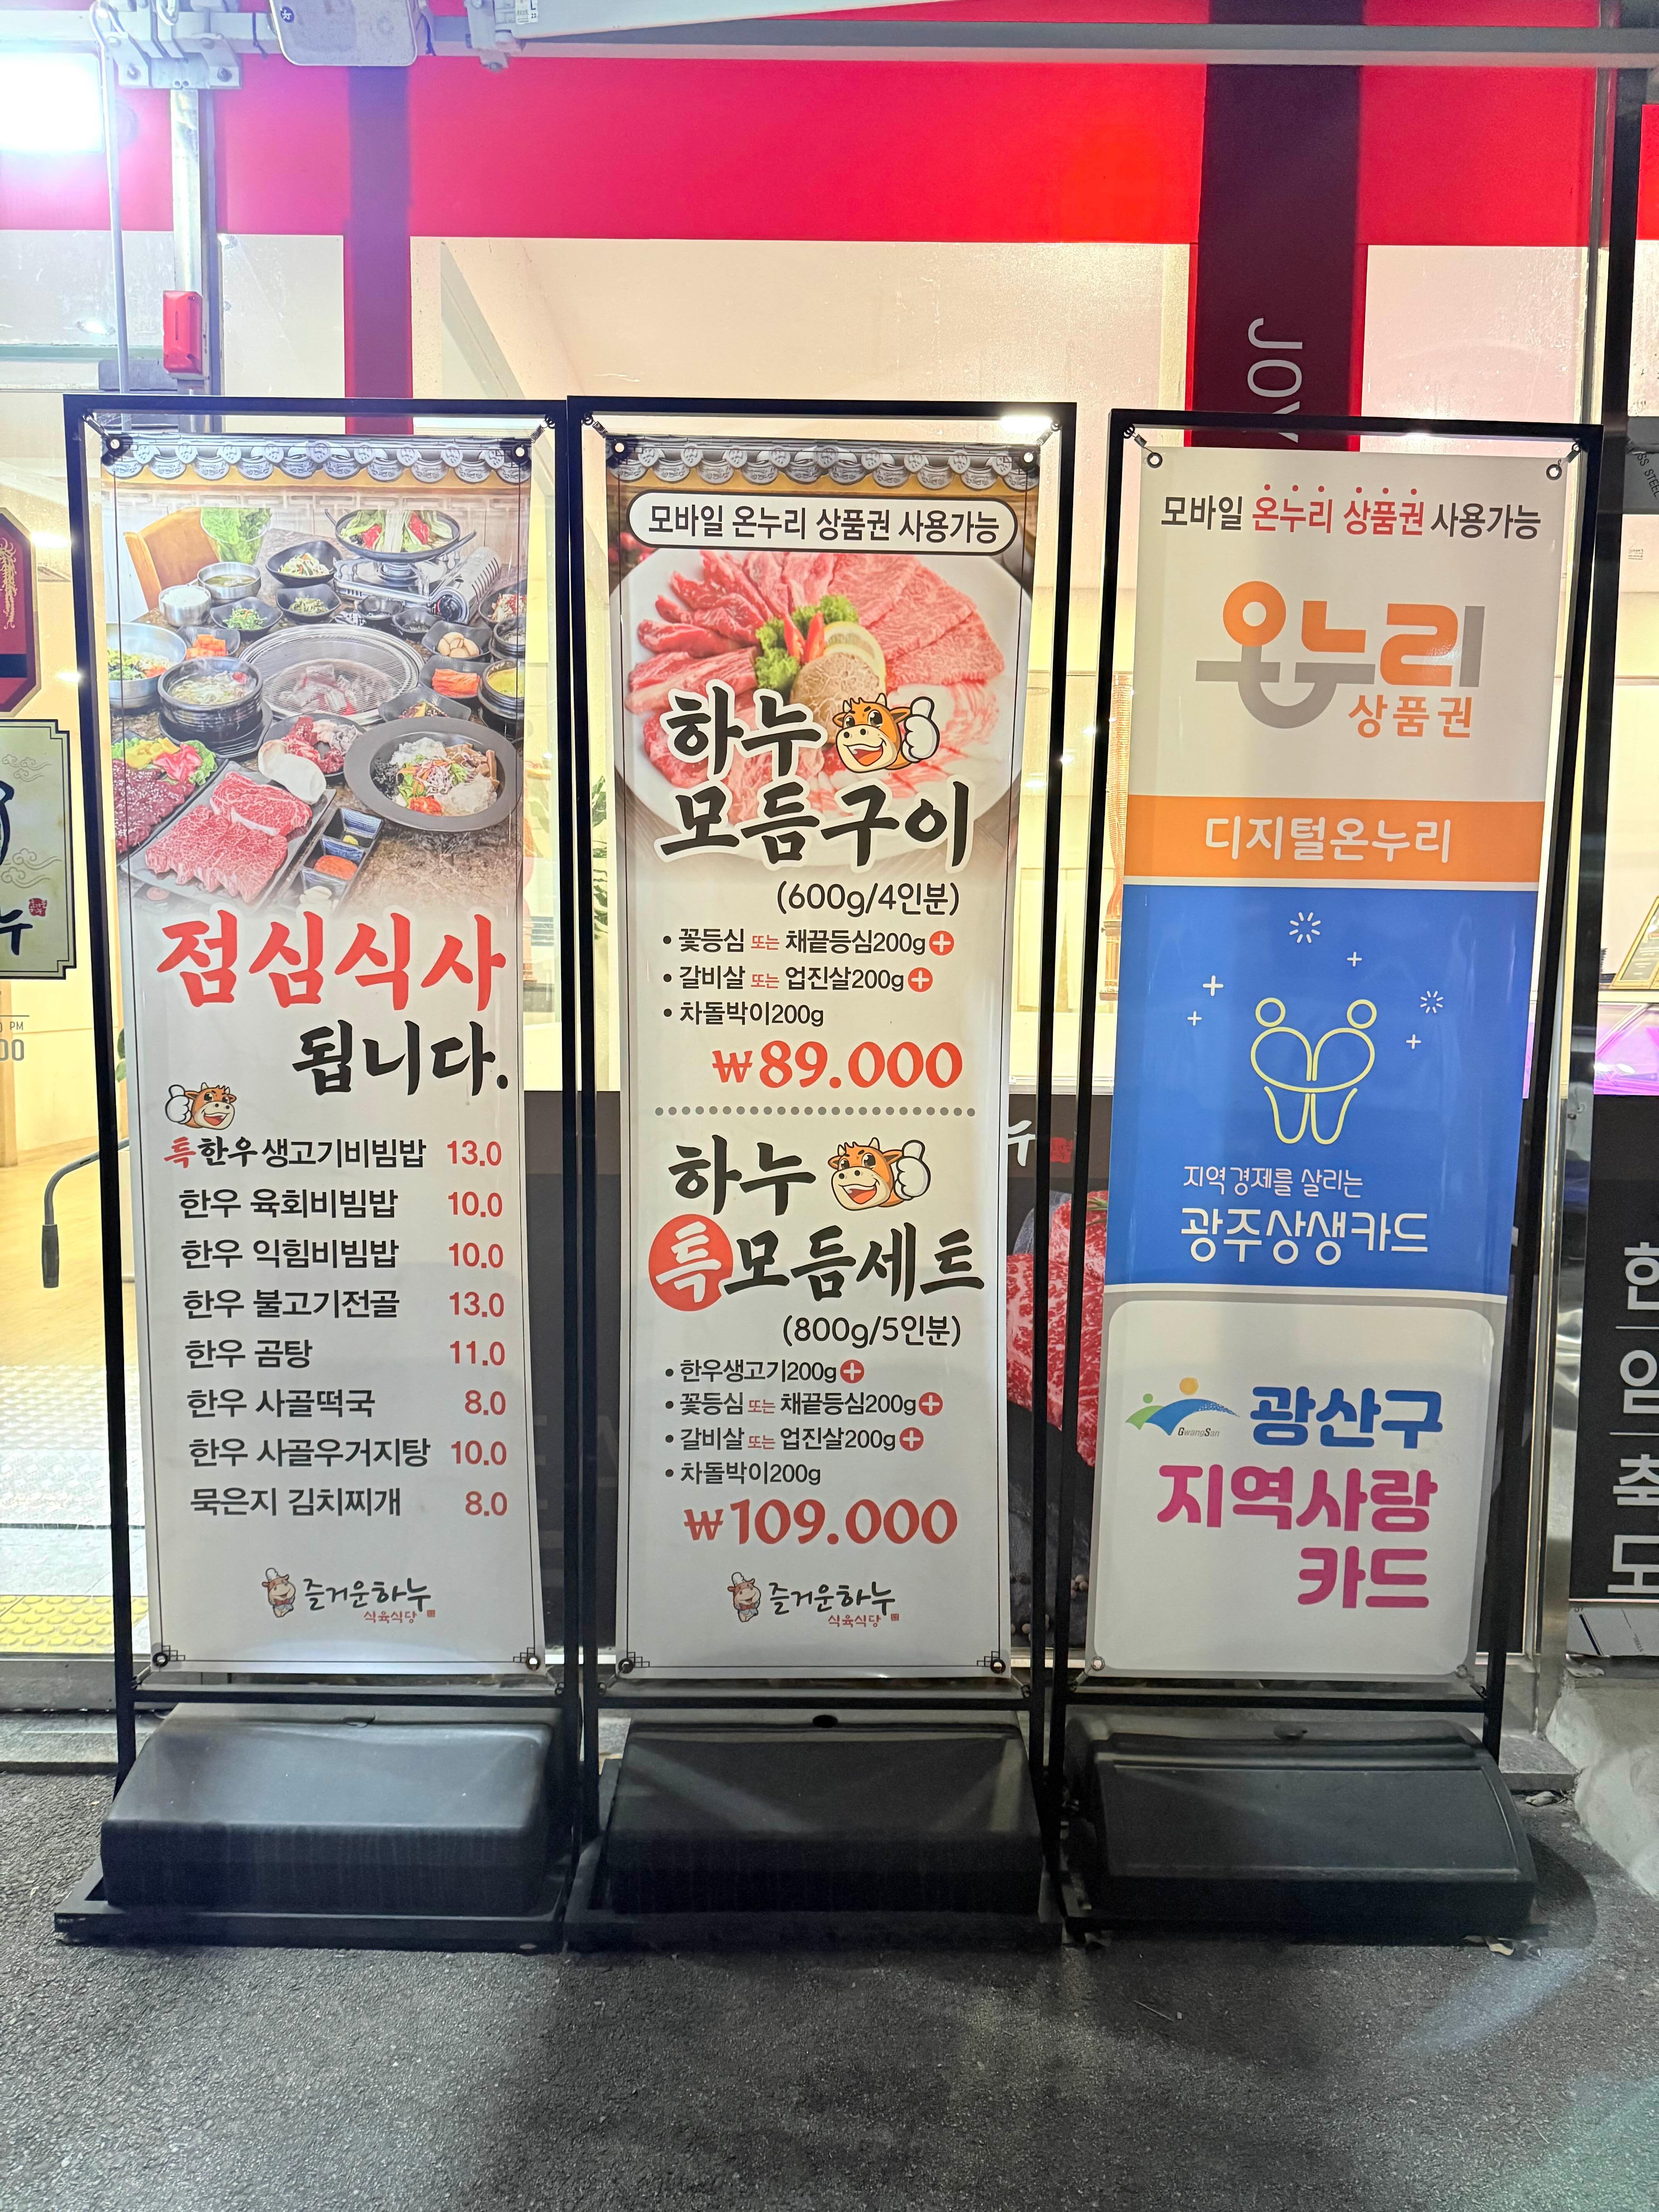 JOY
점심식사
됩니다.
특한우생고기비빔밥 13.0
한우 육회비빔밥 10.0
한우 익힘비빔밥 10.0
한우 불고기전골 13.0
한우 곰탕 11.0
한우 사골떡국 8.0
한우 사골우거지탕 10.0
묵은지 김치찌개 8.0
즐거운하누
식육식당
모바일 온누리 상품권 사용가능
하누
모듬구이
(600g/4인분)
• 꽃등심 또는 채끝등심200g+
• 갈비살 또는 업진살200g+
• 차돌박이200g
₩89.000
하누
특모듬세트
(800g/5인분)
• 한우생고기200g+
• 꽃등심 또는 채끝등심200g+
• 갈비살 또는 업진살200g+
• 차돌박이200g
₩109.000
즐거운하누
식육식당
모바일 온누리 상품권 사용가능
온누리
상품권
디지털온누리
지역경제를 살리는
광주상생카드
GwangSan
광산구
지역사랑
카드
PM
00
누
누